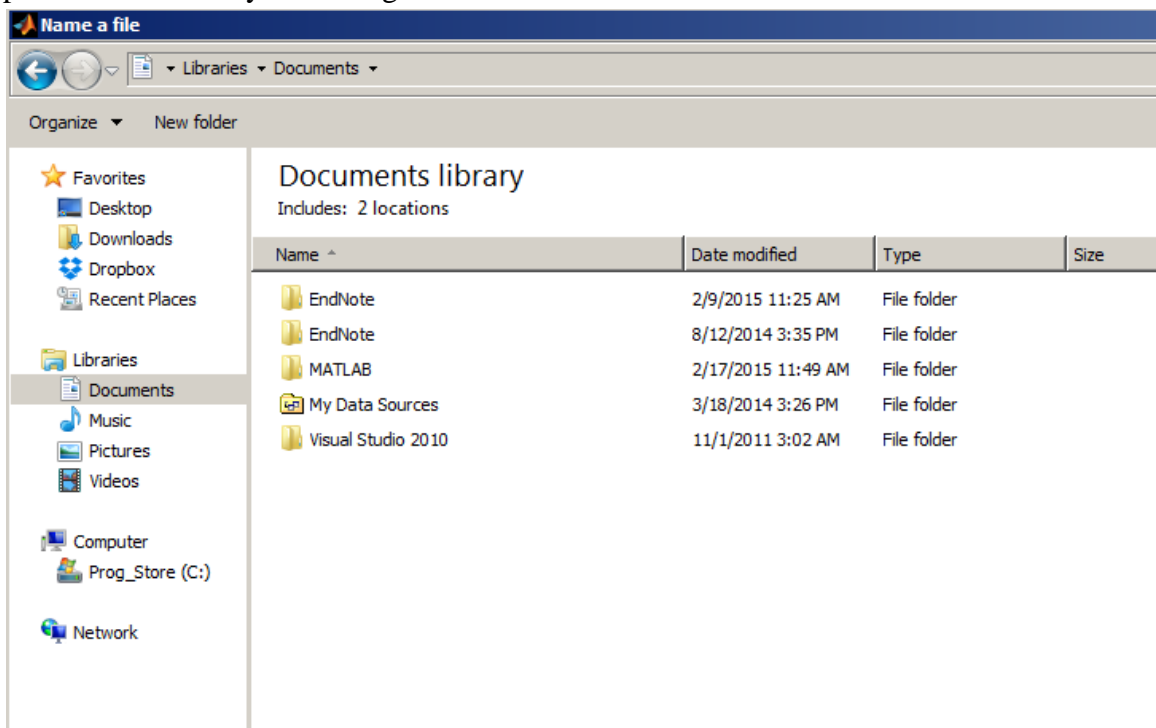 Name a file
Libraries Documents
Organize New folder
Favorites
Desktop
Downloads
Dropbox
Recent Places
Libraries
Documents
Music
Pictures
Videos
Computer
Prog_Store (C:)
Network
Documents library
Includes: 2 locations
Name Date modified Type Size
EndNote 2/9/2015 11:25 AM File folder
EndNote 8/12/2014 3:35 PM File folder
MATLAB 2/17/2015 11:49 AM File folder
My Data Sources 3/18/2014 3:26 PM File folder
Visual Studio 2010 11/1/2011 3:02 AM File folder